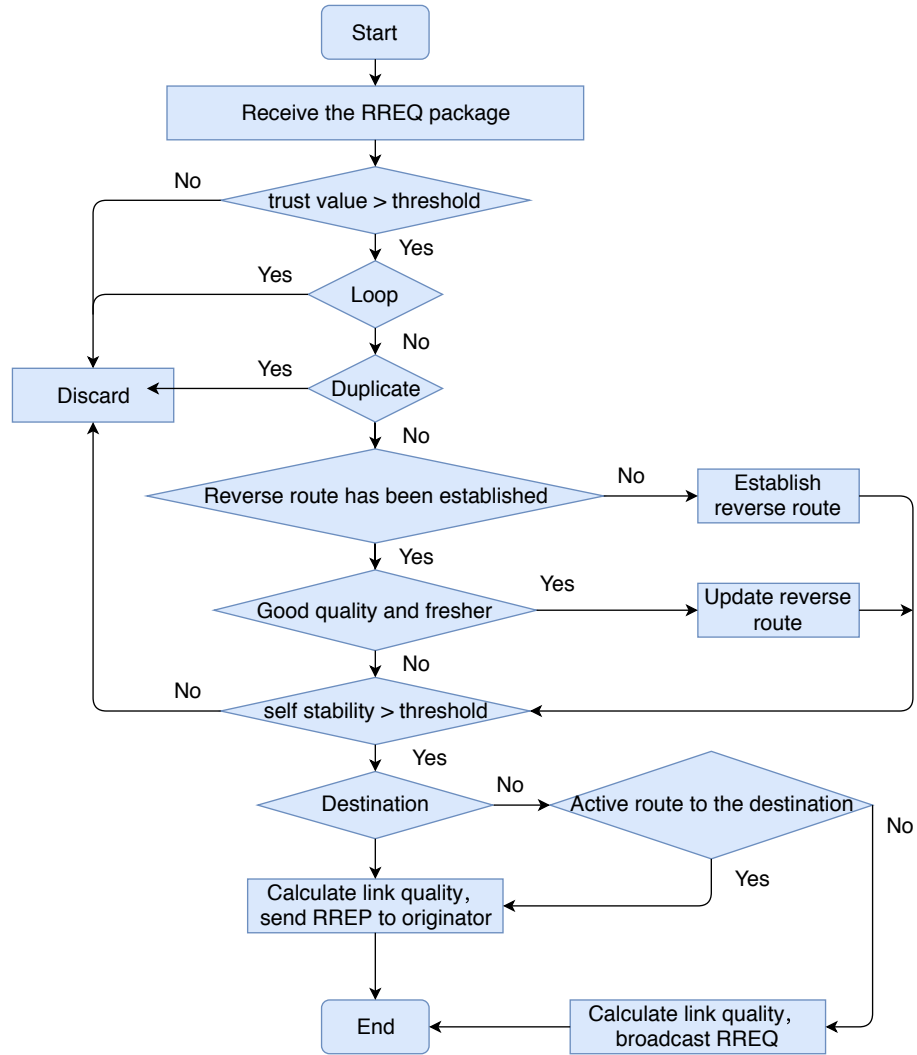 Start
Receive the RREQ package
No
trust value > threshold
Yes
Yes
Loop
No
Yes
Discard
Duplicate
No
Reverse route has been established
No
Establish
reverse route
Yes
Yes
Good quality and fresher
Update reverse
route
No
No
self stability > threshold
Yes
No
Destination
Active route to the destination
No
Yes
Calculate link quality,
send RREP to originator
End
Calculate link quality,
broadcast RREQ